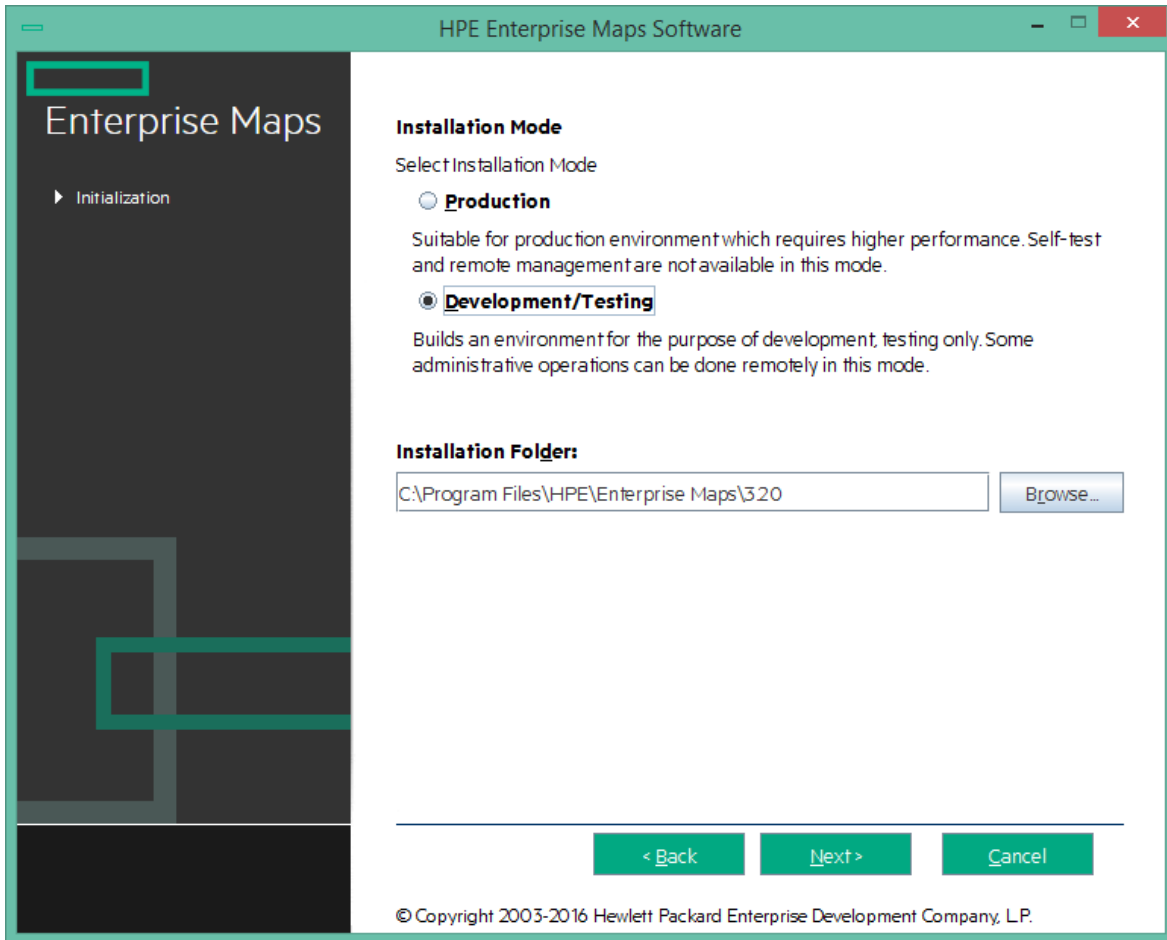 HPE Enterprise Maps Software
Enterprise Maps
Initialization
Installation Mode
Select Installation Mode
Production
Suitable for production environment which requires higher performance. Self-test
and remote management are not available in this mode.
Development/Testing
Builds an environment for the purpose of development, testing only. Some
administrative operations can be done remotely in this mode.
Installation Folder:
C:\Program Files\HPE\Enterprise Maps\3.20
Browse...
< Back
Next >
Cancel
© Copyright 2003-2016 Hewlett Packard Enterprise Development Company, L.P.